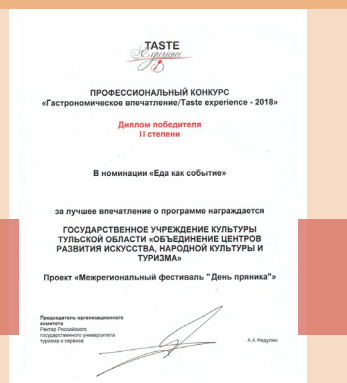 TASTE
Experience
ПРОФЕССИОНАЛЬНЫЙ КОНКУРС
«Гастрономическое впечатление/Taste experience - 2018»
Диплом победителя
II степени
В номинации «Еда как событие»
за лучшее впечатление о программе награждается
ГОСУДАРСТВЕННОЕ УЧРЕЖДЕНИЕ КУЛЬТУРЫ
ТУЛЬСКОЙ ОБЛАСТИ «ОБЪЕДИНЕНИЕ ЦЕНТРОВ
РАЗВИТИЯ ИСКУССТВА, НАРОДНОЙ КУЛЬТУРЫ И
ТУРИЗМА»
Проект «Межрегиональный фестиваль "День пряника"»
Председатель организационного
комитета
Ректор Российского
государственного университета
туризма и сервиса
А.А.Федулин